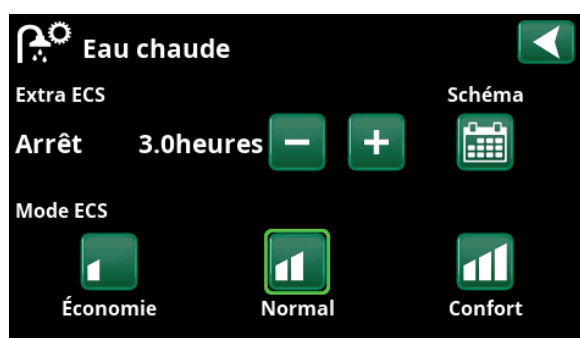 Eau chaude
Extra ECS Schéma
Arrêt 3.0heures
Mode ECS
Économie Normal Confort